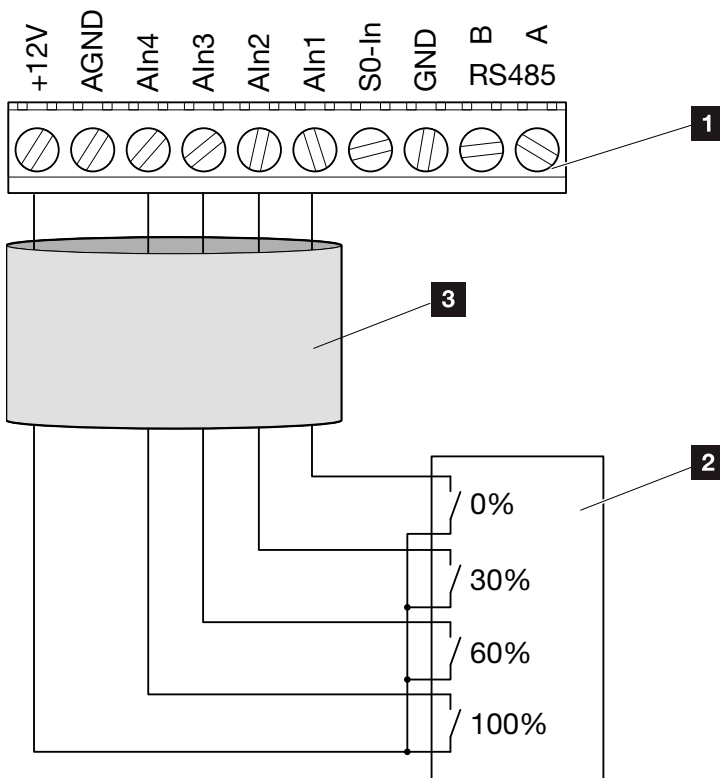 +12V
AGND
AIn4
AIn3
AIn2
AIn1
S0-In
GND
B
A
RS485
1
3
2
0%
30%
60%
100%